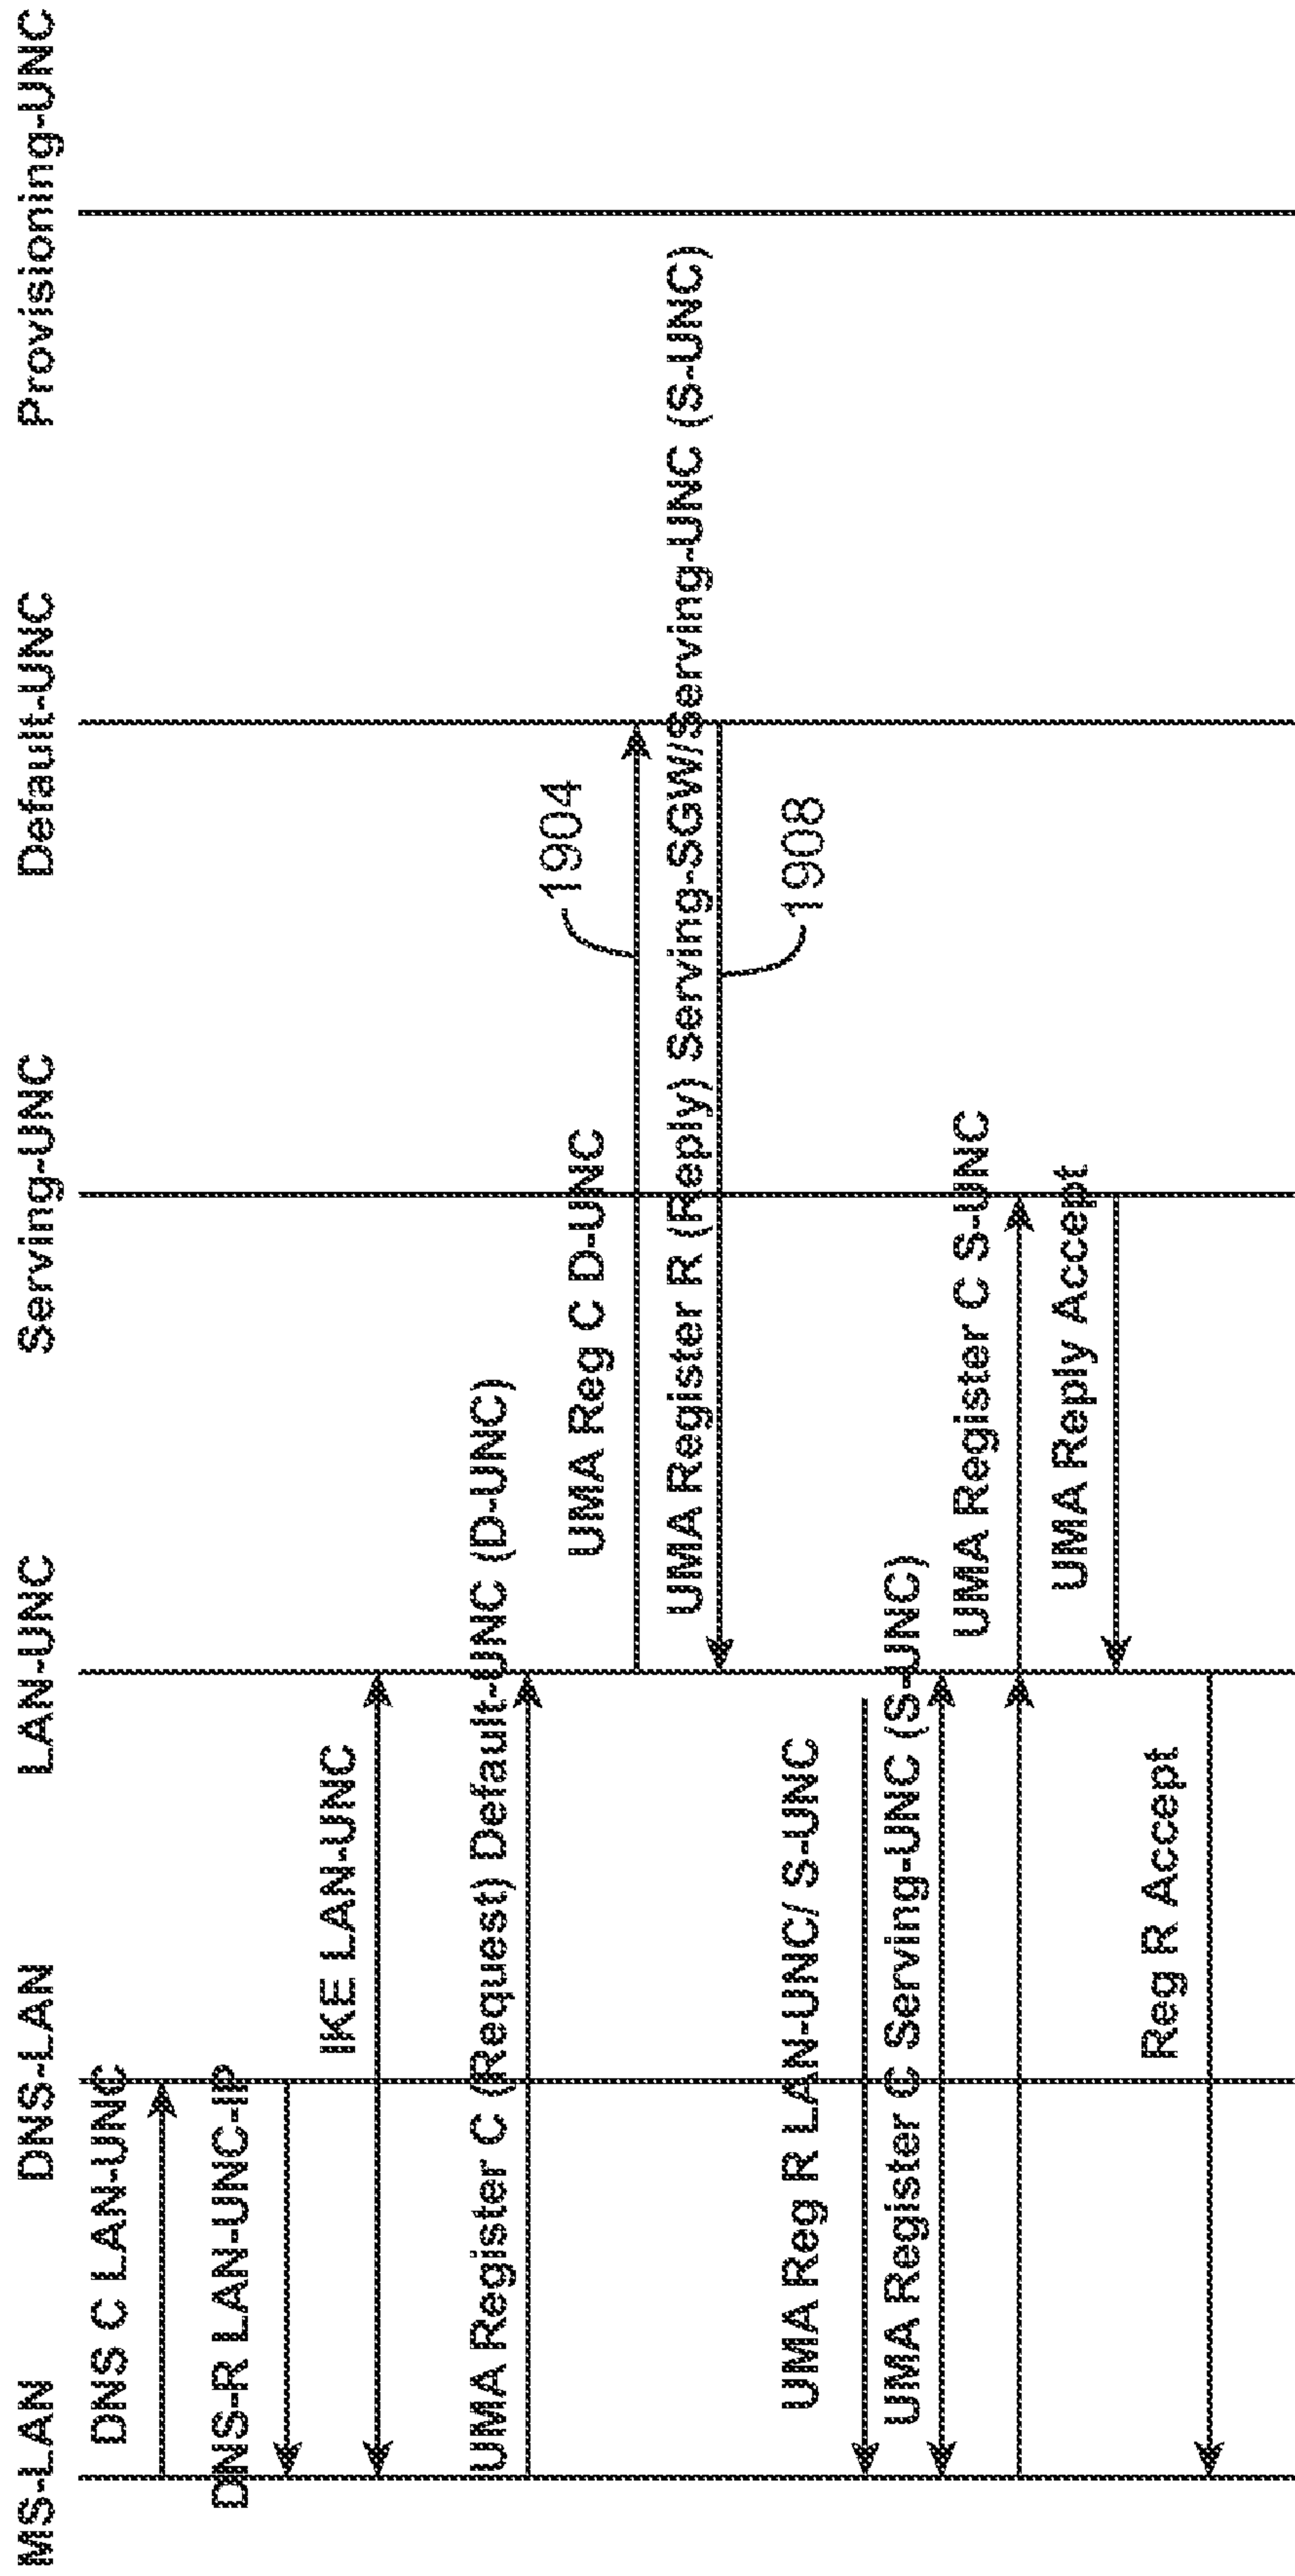 MS-LAN
DNS-LAN
LAN-UNC
Serving-UNC
Default-UNC
Provisioning-UNC
DNS C LAN-UNC
DNS-R LAN-UNC-IP
IKE LAN-UNC
UMA Register C (Request) Default-UNC (D-UNC)
1904
UMA Reg C D-UNC
UMA Register R (Reply) Serving-SGW/Serving-UNC (S-UNC)
1908
UMA Reg R LAN-UNC/ S-UNC
UMA Register C Serving-UNC (S-UNC)
UMA Register C S-UNC
UMA Reply Accept
Reg R Accept